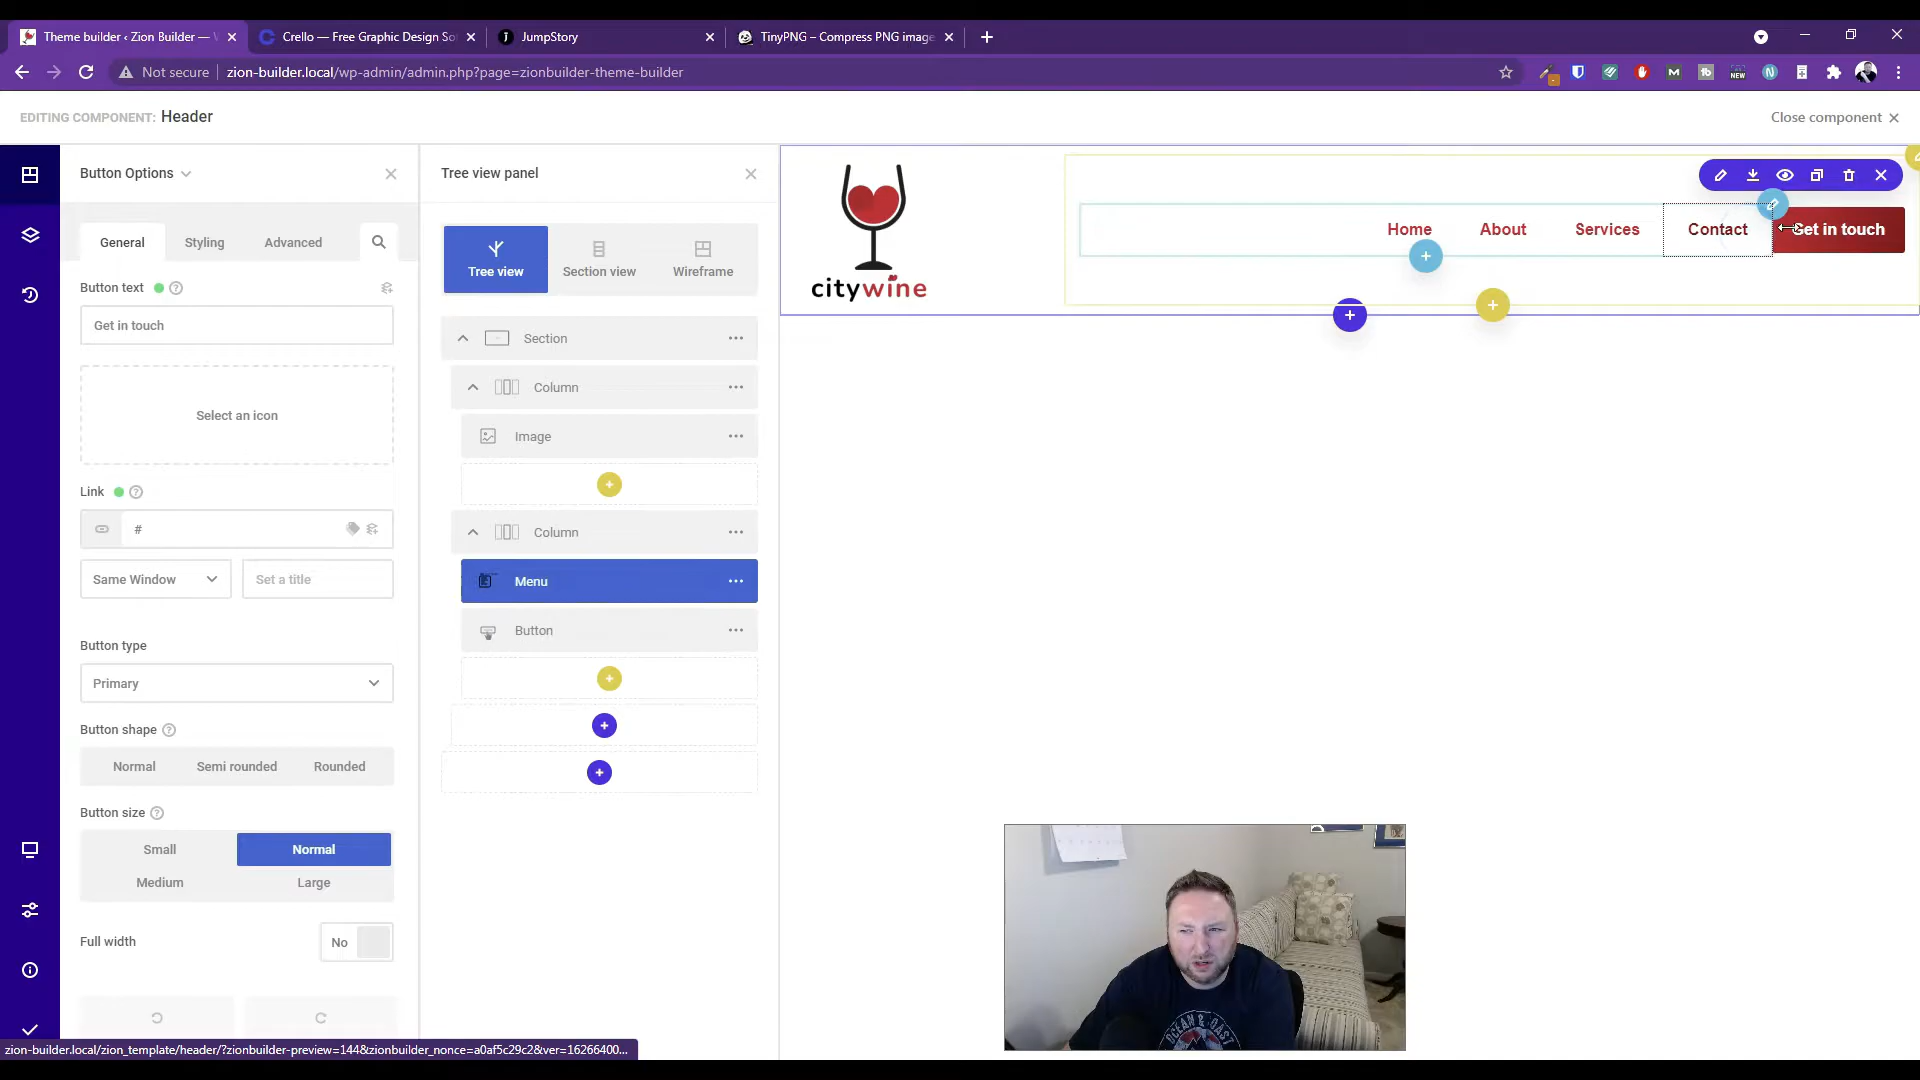 Theme builder ‹ Zion Builder — W
Crello — Free Graphic Design So
JumpStory
TinyPNG – Compress PNG image
Not secure
zion-builder.local/wp-admin/admin.php?page=zionbuilder-theme-builder
EDITING COMPONENT: Header
Close component
Button Options
Tree view panel
General
Styling
Advanced
Button text
Get in touch
Select an icon
Link
#
Same Window
Set a title
Button type
Primary
Button shape
Normal
Semi rounded
Rounded
Button size
Small
Normal
Medium
Large
Full width
No
Tree view
Section view
Wireframe
Section
Column
Image
Column
Menu
Button
citywine
Home
About
Services
Contact
Get in touch
zion-builder.local/zion_template/header/?zionbuilder-preview=144&zionbuilder_nonce=a0af5c29c2&ver=16266400...